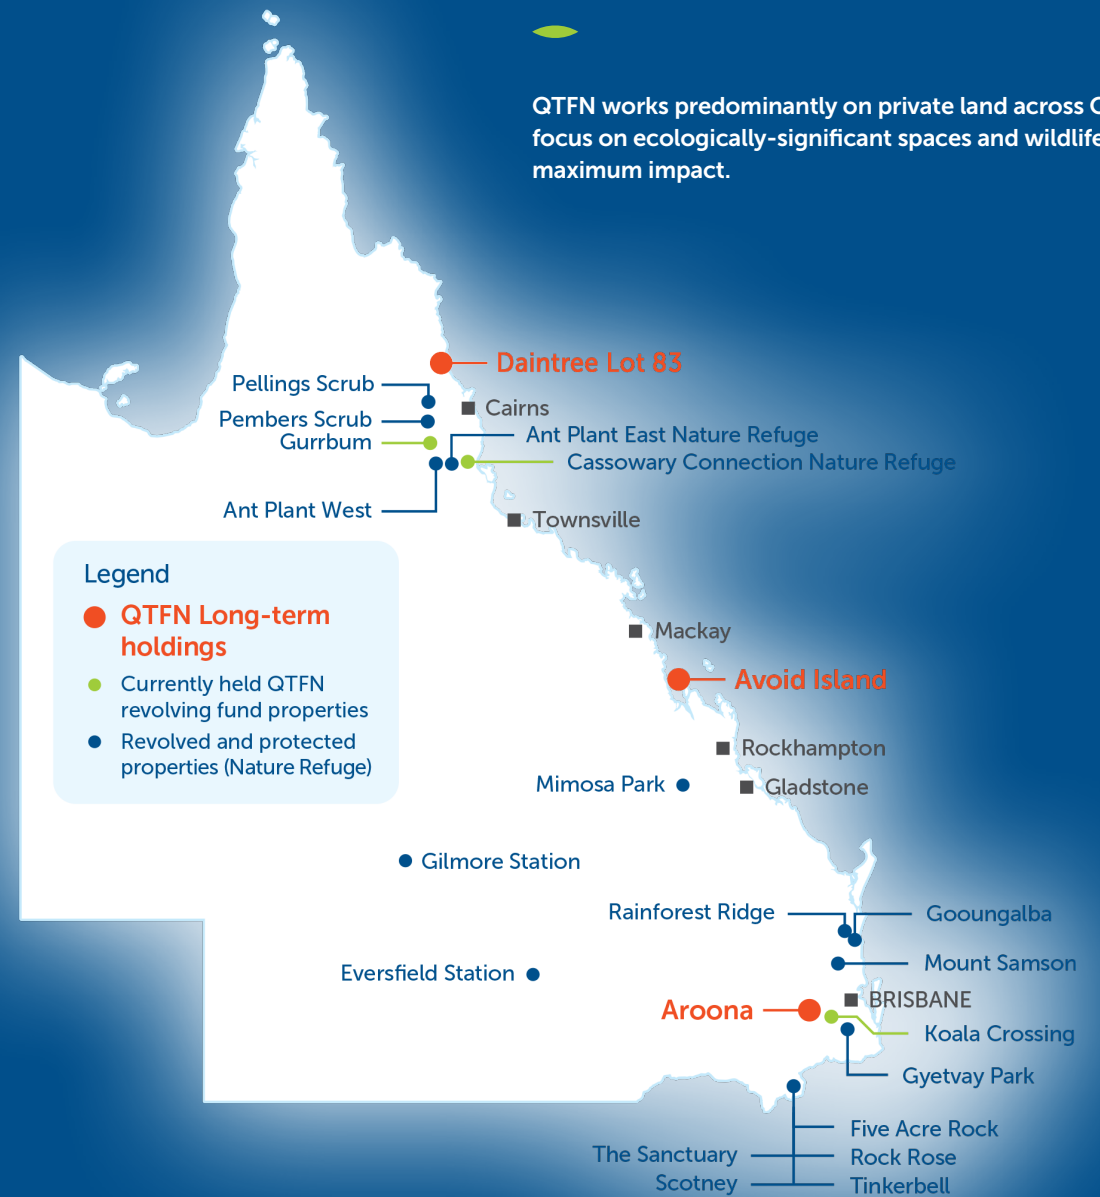 QTFN works predominantly on private land across
focus on ecologically-significant spaces and wildlife
maximum impact.
Daintree Lot 83
Pellings Scrub
Cairns
Pembers Scrub
Ant Plant East Nature Refuge
Gurrbum
Cassowary Connection Nature Refuge
Ant Plant West
Townsville
Legend
QTFN Long-term
holdings
Currently held QTFN
revolving fund properties
Revolved and protected
properties (Nature Refuge)
Mackay
Avoid Island
Rockhampton
Mimosa Park
Gladstone
Gilmore Station
Rainforest Ridge
Gooungalba
Mount Samson
Eversfield Station
BRISBANE
Aroona
Koala Crossing
Gyetvay Park
Five Acre Rock
The Sanctuary
Rock Rose
Scotney
Tinkerbell